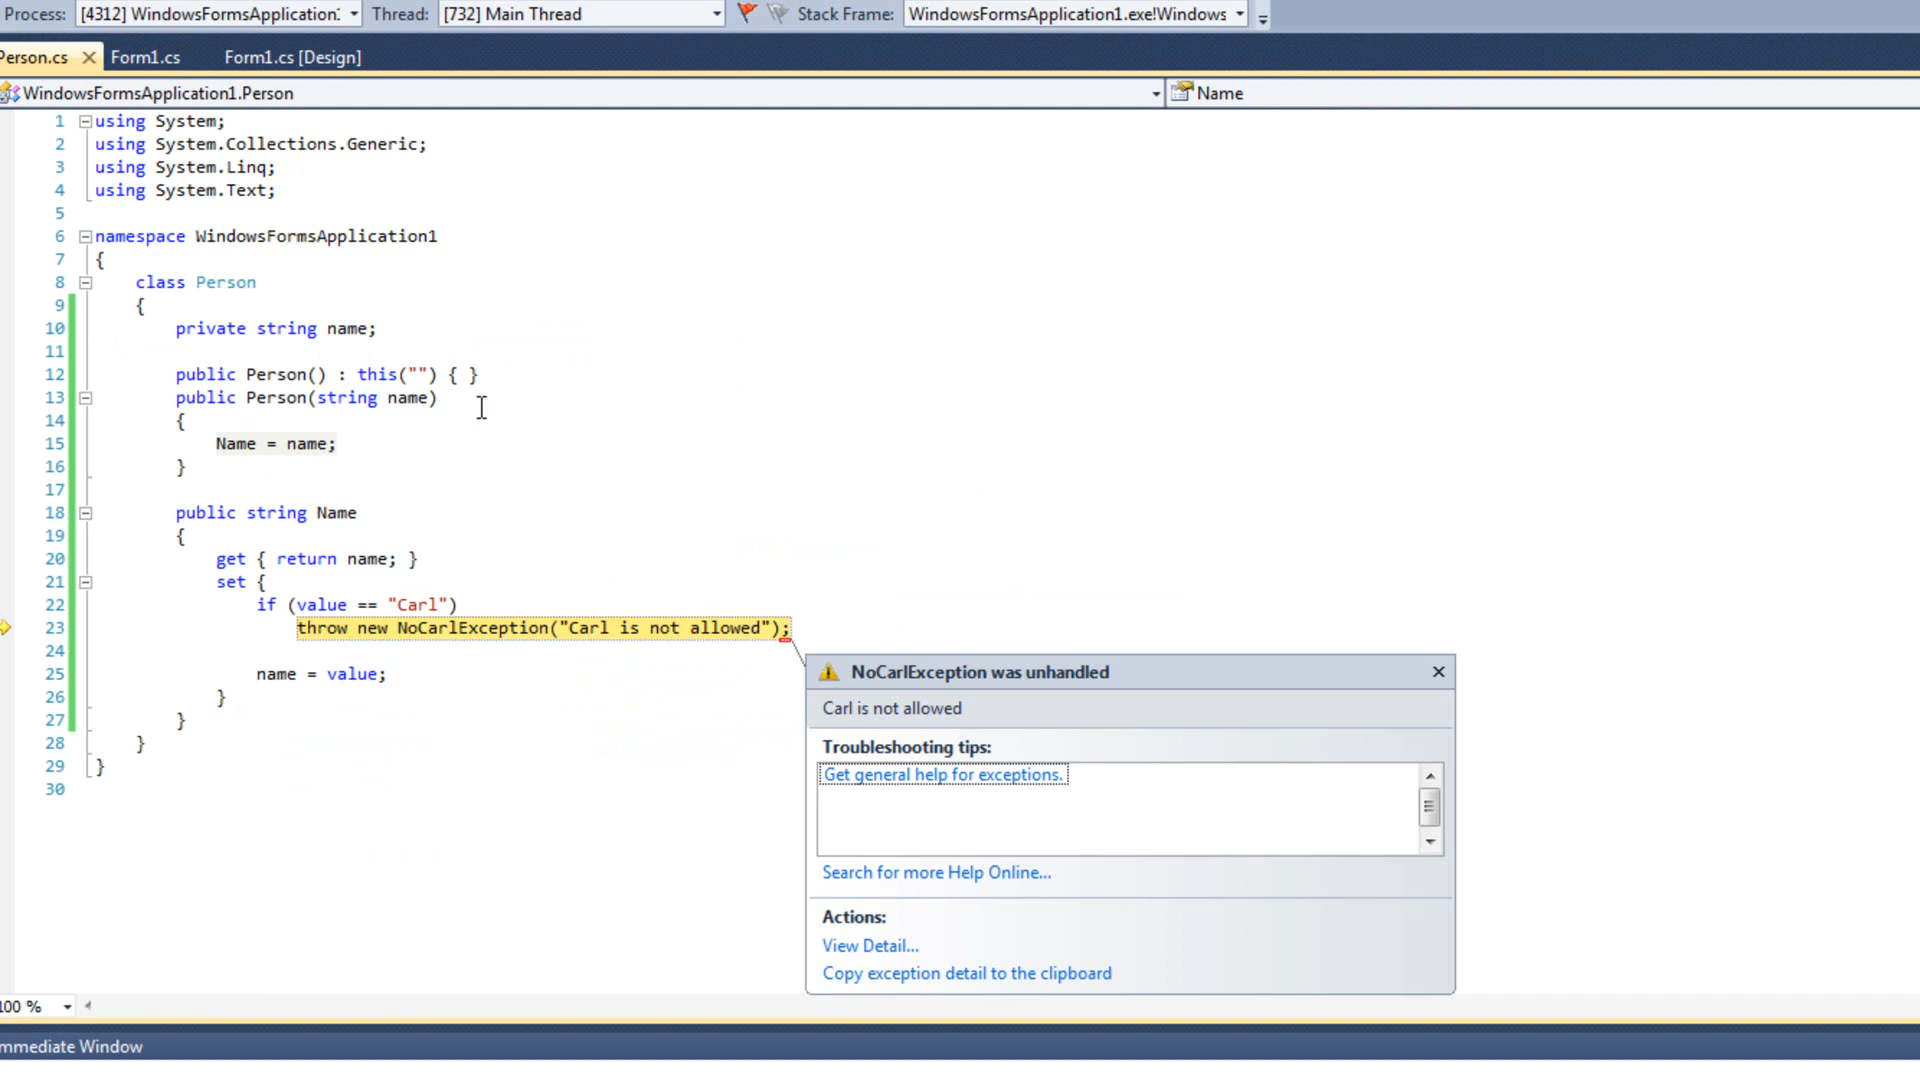 Process: [4312] WindowsFormsApplication1 Thread: [732] Main Thread Stack Frame: WindowsFormsApplication1.exe!Windows
Person.cs Form1.cs Form1.cs [Design]
WindowsFormsApplication1.Person Name
1 using System;
2 using System.Collections.Generic;
3 using System.Linq;
4 using System.Text;
5
6 namespace WindowsFormsApplication1
7 {
8 class Person
9 {
10 private string name;
11
12 public Person() : this("") { }
13 public Person(string name)
14 {
15 Name = name;
16 }
17
18 public string Name
19 {
20 get { return name; }
21 set {
22 if (value == "Carl")
23 throw new NoCarlException("Carl is not allowed");
24
25 name = value;
26 }
27 }
28 }
29 }
30
NoCarlException was unhandled
Carl is not allowed
Troubleshooting tips:
Get general help for exceptions.
Search for more Help Online...
Actions:
View Detail...
Copy exception detail to the clipboard
100 %
mmediate Window